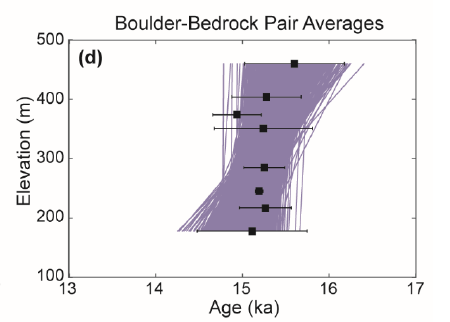 Boulder-Bedrock Pair Averages
(d)
500
400
300
200
100
Elevation (m)
13 14 15 16 17
Age (ka)